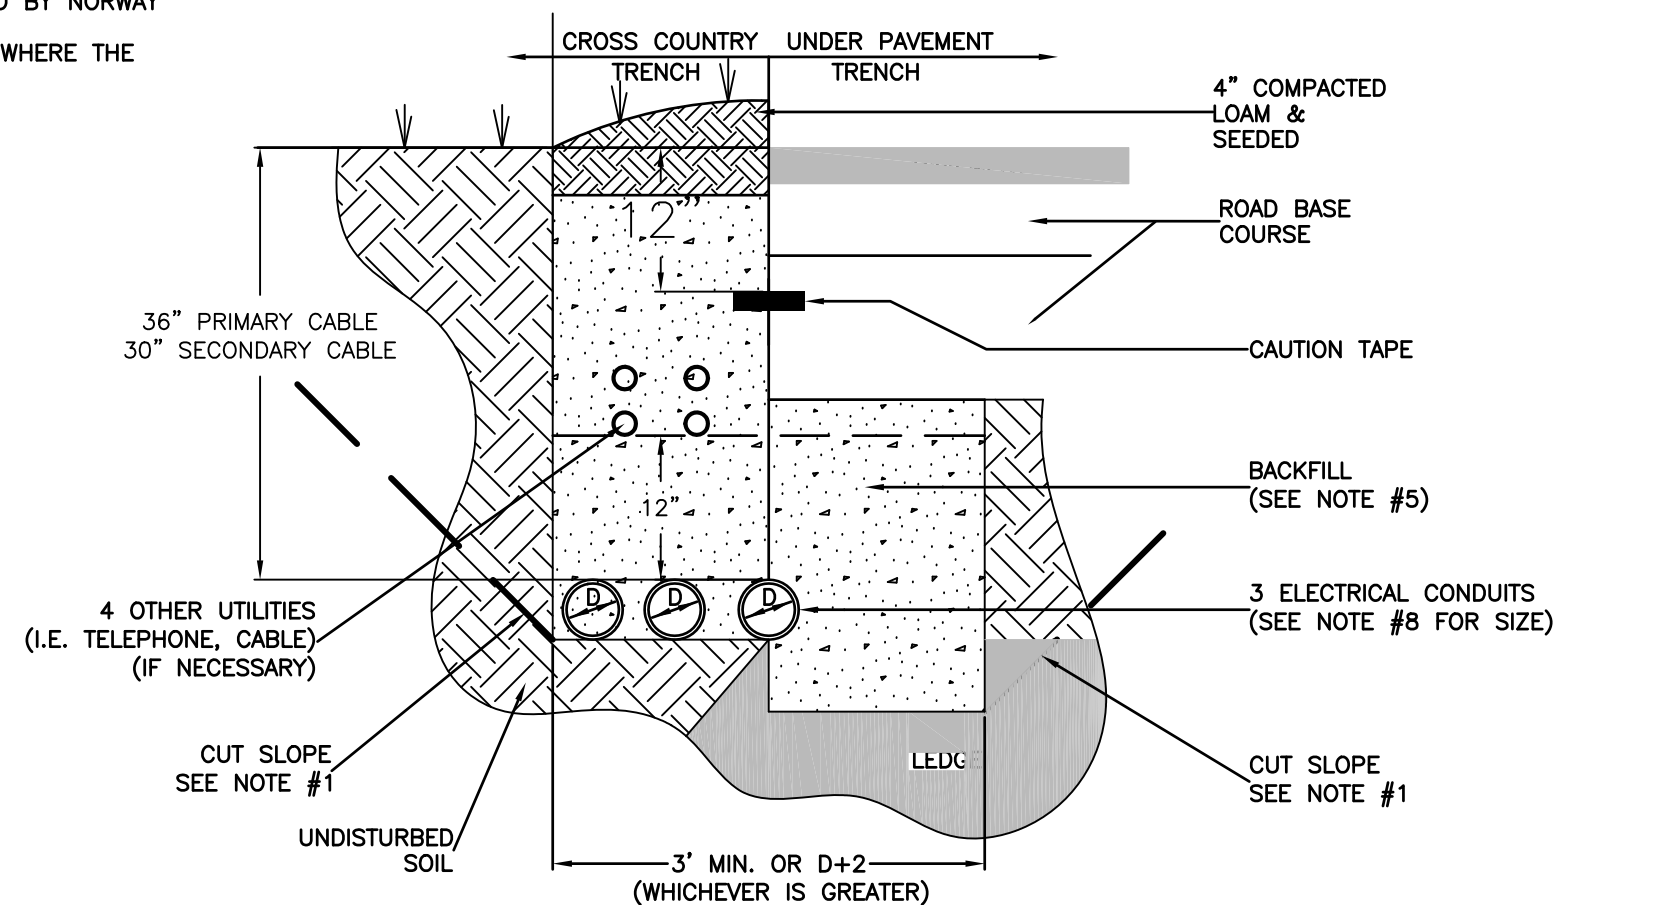 D BY NORWAY
WHERE THE
CROSS COUNTRY
TRENCH
UNDER PAVEMENT
TRENCH
4” COMPACTED
LOAM &
SEEDED
12”
ROAD BASE
COURSE
36” PRIMARY CABLE
30” SECONDARY CABLE
CAUTION TAPE
BACKFILL
(SEE NOTE #5)
12”
D
D
D
3 ELECTRICAL CONDUITS
(SEE NOTE #8 FOR SIZE)
4 OTHER UTILITIES
(I.E. TELEPHONE, CABLE)
(IF NECESSARY)
CUT SLOPE
SEE NOTE #1
LEDGE
CUT SLOPE
SEE NOTE #1
UNDISTURBED
SOIL
3’ MIN. OR D+2
(WHICHEVER IS GREATER)